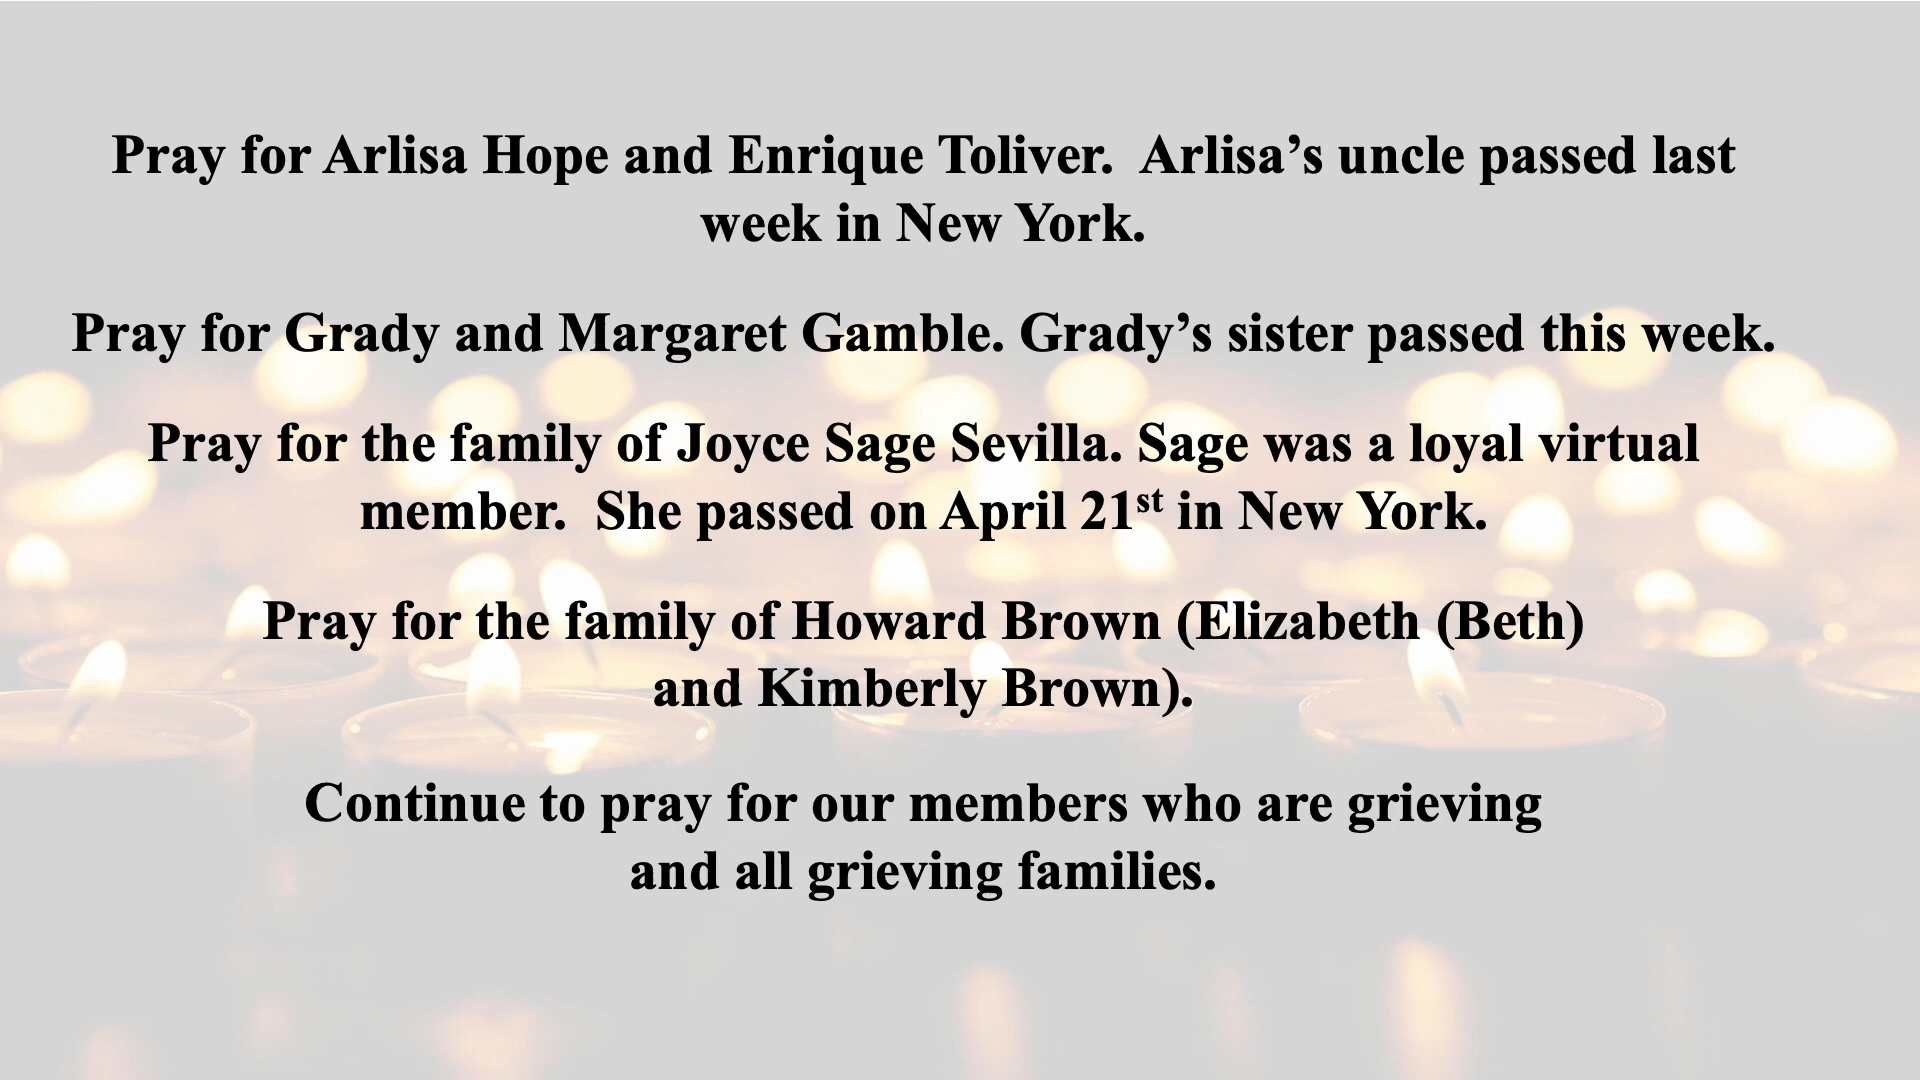 Pray for Arlisa Hope and Enrique Toliver.  Arlisa’s uncle passed last
week in New York.
Pray for Grady and Margaret Gamble. Grady’s sister passed this week.
Pray for the family of Joyce Sage Sevilla. Sage was a loyal virtual
member.  She passed on April 21st in New York.
Pray for the family of Howard Brown (Elizabeth (Beth)
and Kimberly Brown).
Continue to pray for our members who are grieving
and all grieving families.